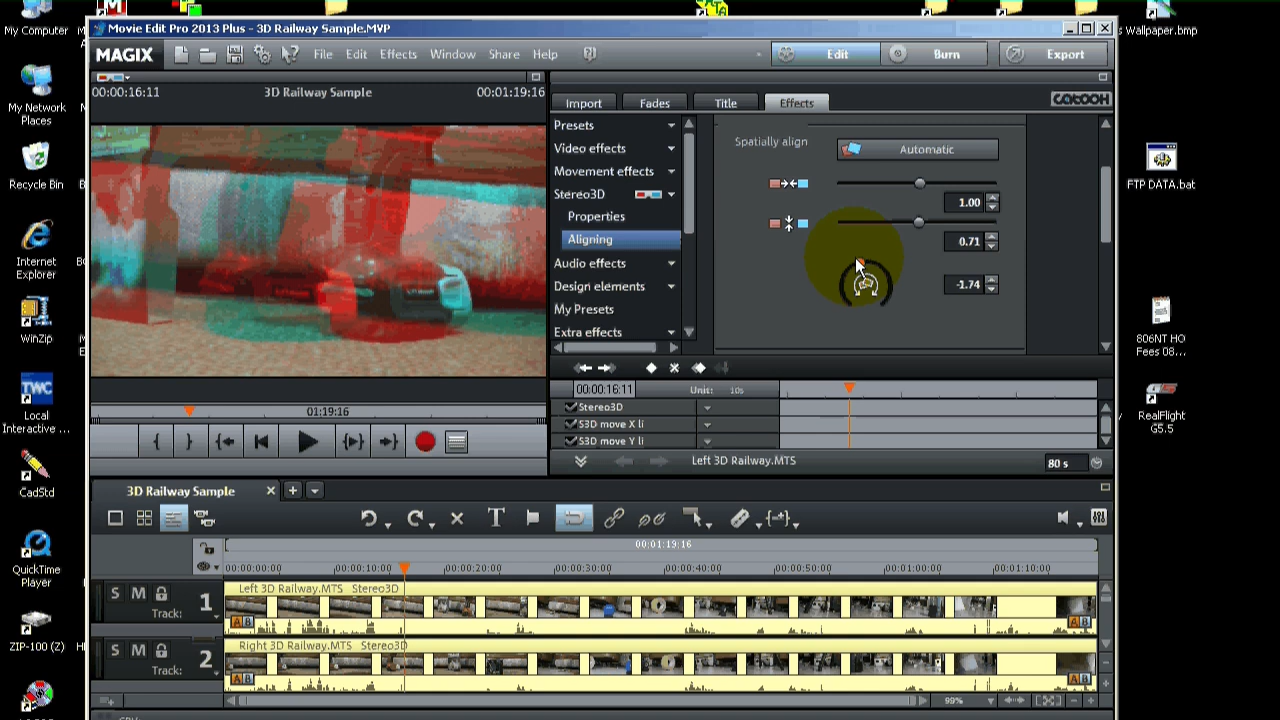 My Computer
My Network Places
Recycle Bin
Internet Explorer
WinZip
Local Interactive ...
CadStd
QuickTime Player
ZIP-100 (Z)
s Wallpaper.bmp
FTP DATA.bat
806NT HO Fees 08...
RealFlight G5.5
Movie Edit Pro 2013 Plus - 3D Railway Sample.MVP
MAGIX
File Edit Effects Window Share Help
Edit Burn Export
00:00:16:11 3D Railway Sample 00:01:19:16
Import Fades Title Effects
CATOOH
Presets
Video effects
Movement effects
Stereo3D
Properties
Aligning
Audio effects
Design elements
My Presets
Extra effects
Spatially align Automatic
1.00
0.71
-1.74
01:19:16
00:00:16:11 Unit: 10s
Stereo3D
S3D move X li
S3D move Y li
Left 3D Railway.MTS 80 s
3D Railway Sample
00:01:19:16
00:00:00:00 00:00:10:00 00:00:20:00 00:00:30:00 00:00:40:00 00:00:50:00 00:01:00:00 00:01:10:00
Left 3D Railway.MTS Stereo3D
S M 1
Track:
A B A B
Right 3D Railway.MTS Stereo3D
S M 2
Track:
A B A B
99%
CPU: